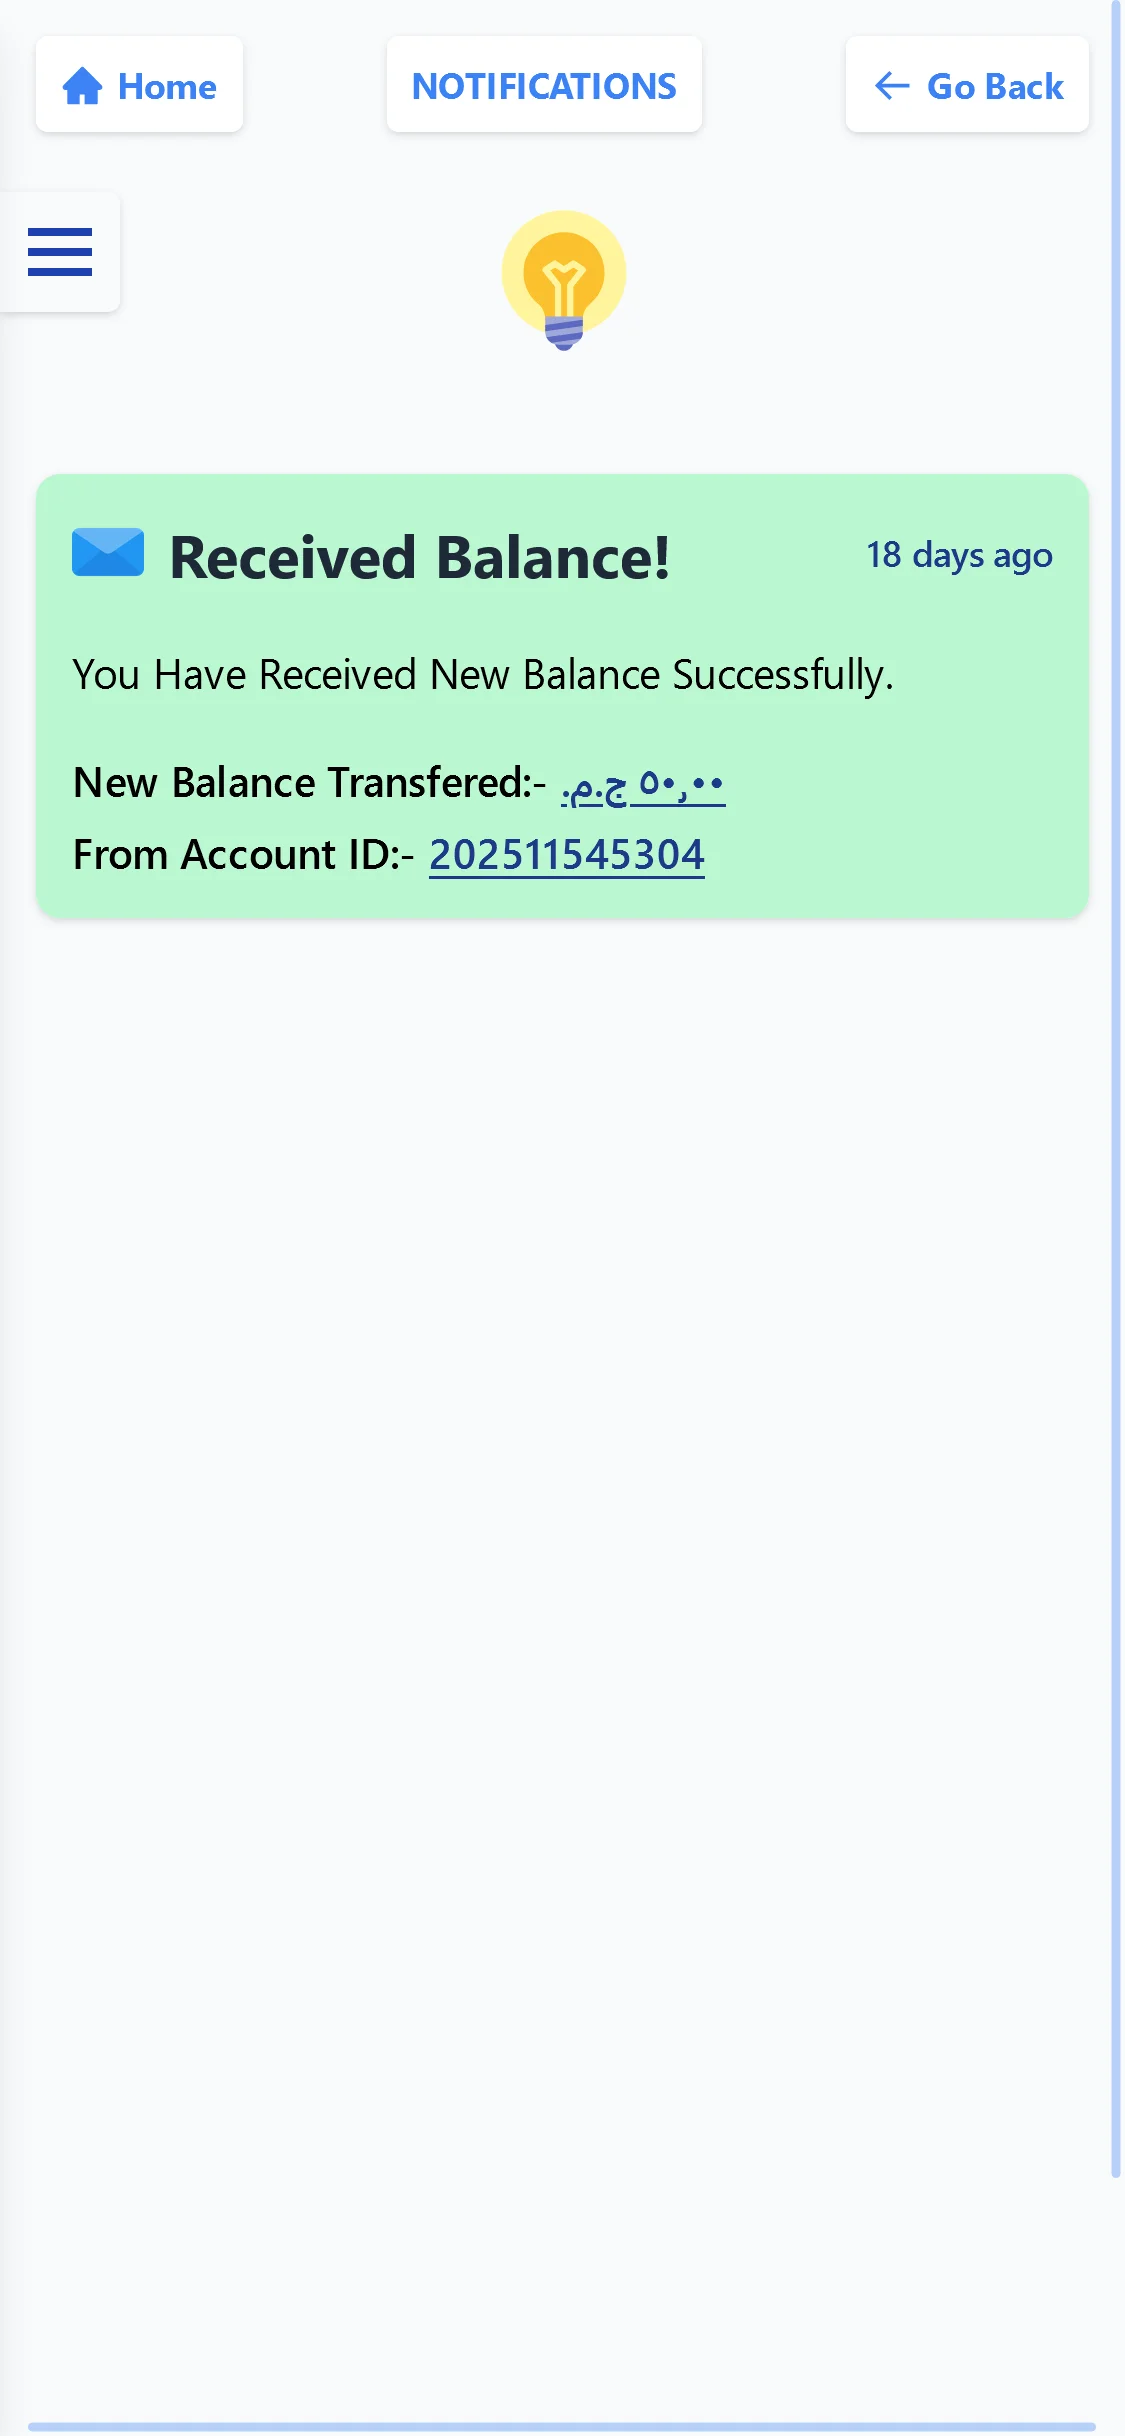 Home
NOTIFICATIONS
Go Back
Received Balance!
18 days ago
You Have Received New Balance Successfully.
New Balance Transfered:- ٥٠٫٠٠ ج.م.
From Account ID:- 202511545304